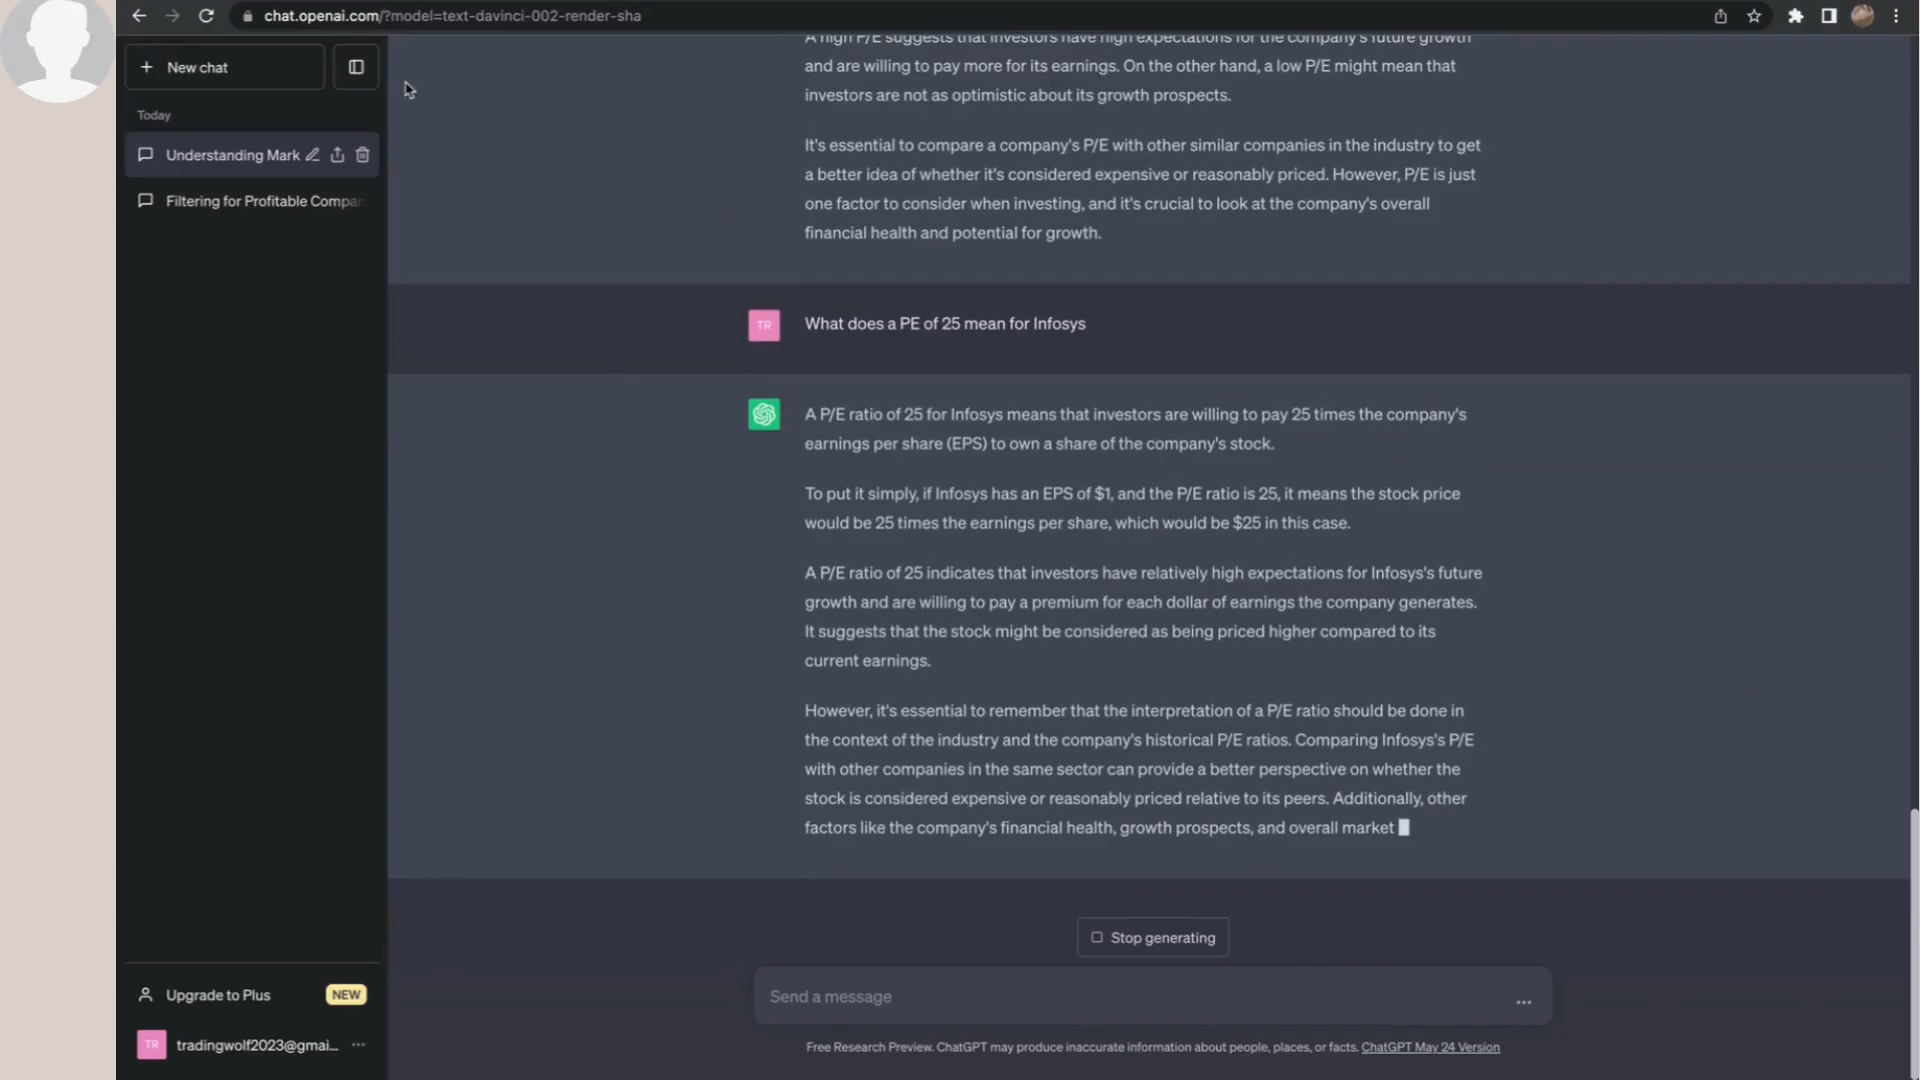 chat.openai.com/?model=text-davinci-002-render-sha
New chat
Today
Understanding Mark
Filtering for Profitable Compan
A high P/E suggests that investors have high expectations for the company's future growth
and are willing to pay more for its earnings. On the other hand, a low P/E might mean that
investors are not as optimistic about its growth prospects.
It's essential to compare a company's P/E with other similar companies in the industry to get
a better idea of whether it's considered expensive or reasonably priced. However, P/E is just
one factor to consider when investing, and it's crucial to look at the company's overall
financial health and potential for growth.
TR
What does a PE of 25 mean for Infosys
A P/E ratio of 25 for Infosys means that investors are willing to pay 25 times the company's
earnings per share (EPS) to own a share of the company's stock.
To put it simply, if Infosys has an EPS of $1, and the P/E ratio is 25, it means the stock price
would be 25 times the earnings per share, which would be $25 in this case.
A P/E ratio of 25 indicates that investors have relatively high expectations for Infosys's future
growth and are willing to pay a premium for each dollar of earnings the company generates.
It suggests that the stock might be considered as being priced higher compared to its
current earnings.
However, it's essential to remember that the interpretation of a P/E ratio should be done in
the context of the industry and the company's historical P/E ratios. Comparing Infosys's P/E
with other companies in the same sector can provide a better perspective on whether the
stock is considered expensive or reasonably priced relative to its peers. Additionally, other
factors like the company's financial health, growth prospects, and overall market
Stop generating
Send a message
...
Free Research Preview. ChatGPT may produce inaccurate information about people, places, or facts. ChatGPT May 24 Version
Upgrade to Plus
NEW
TR
tradingwolf2023@gmai...